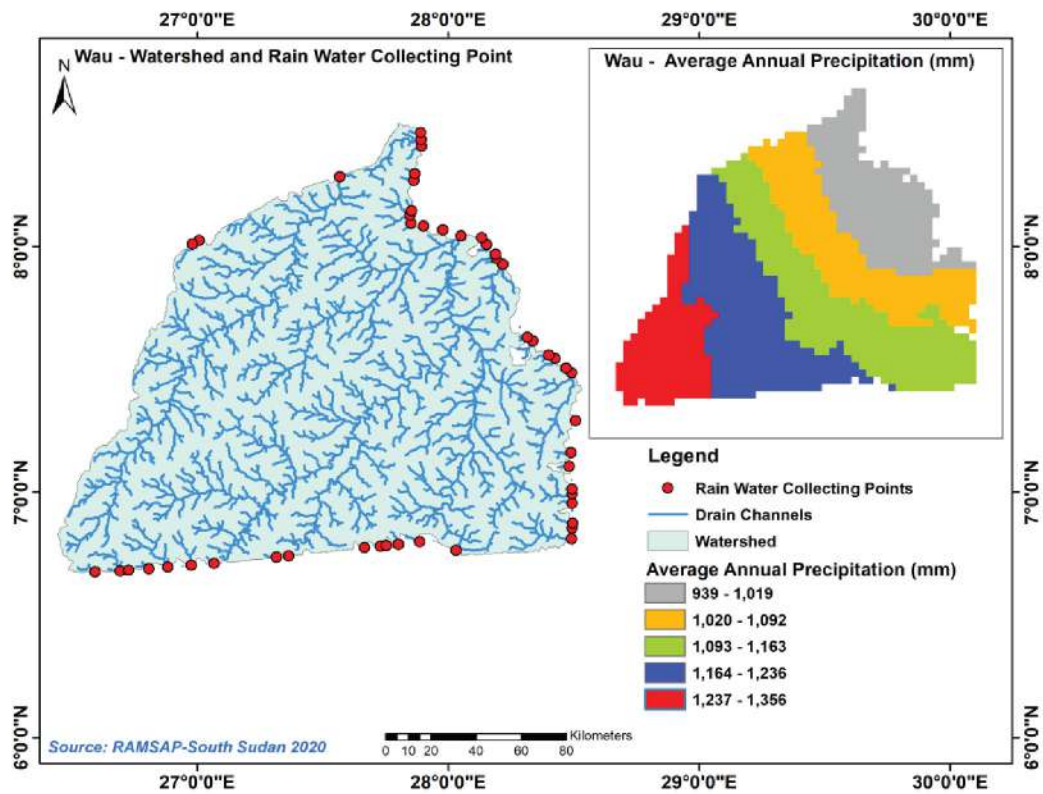 27°0'0"E 28°0'0"E 29°0'0"E 30°0'0"E
Wau - Watershed and Rain Water Collecting Point
Wau - Average Annual Precipitation (mm)
N
8°0'0"N
8°0'0"N
7°0'0"N
7°0'0"N
6°0'0"N
6°0'0"N
Legend
Rain Water Collecting Points
Drain Channels
Watershed
Average Annual Precipitation (mm)
939 - 1,019
1,020 - 1,092
1,093 - 1,163
1,164 - 1,236
1,237 - 1,356
Source: RAMSAP-South Sudan 2020
Kilometers
0 10 20 40 60 80
27°0'0"E 28°0'0"E 29°0'0"E 30°0'0"E